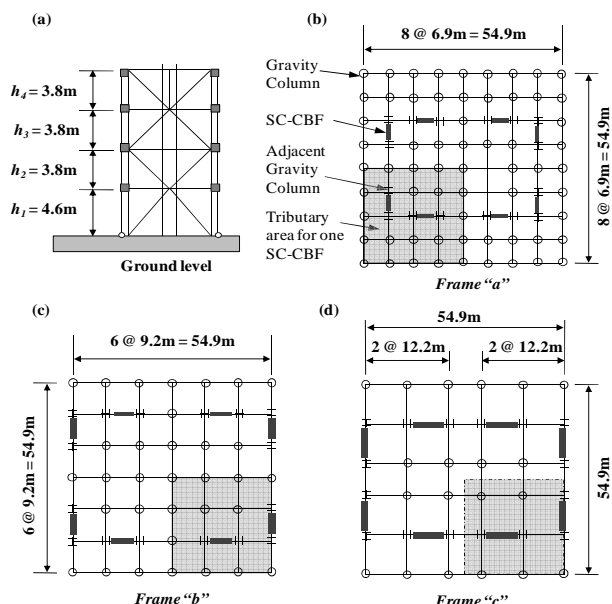 (a)
h4 = 3.8m
h3 = 3.8m
h2 = 3.8m
h1 = 4.6m
Ground level
(b)
8 @ 6.9m = 54.9m
Gravity
Column
SC-CBF
Adjacent
Gravity
Column
Tributary
area for one
SC-CBF
8 @ 6.9m = 54.9m
Frame “a”
(c)
6 @ 9.2m = 54.9m
6 @ 9.2m = 54.9m
Frame “b”
(d)
54.9m
2 @ 12.2m
2 @ 12.2m
54.9m
Frame “c”